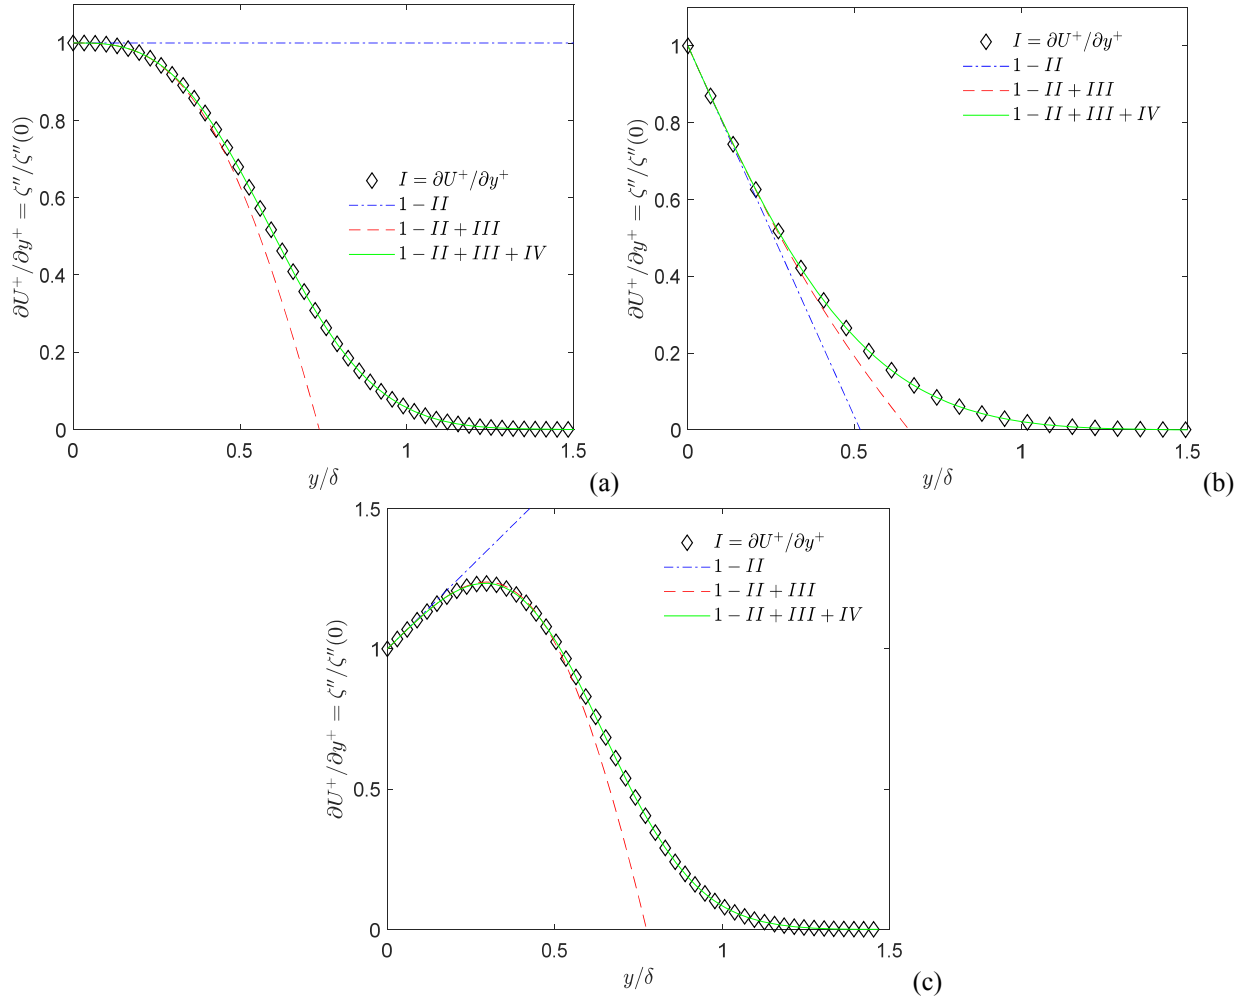 ∂U⁺/∂y⁺ = ζ″/ζ″(0)
1
0.8
0.6
0.4
0.2
0
0
0.5
1
1.5
y/δ
I = ∂U⁺/∂y⁺
1 − II
1 − II + III
1 − II + III + IV
(a)
∂U⁺/∂y⁺ = ζ″/ζ″(0)
1
0.8
0.6
0.4
0.2
0
0
0.5
1
1.5
y/δ
I = ∂U⁺/∂y⁺
1 − II
1 − II + III
1 − II + III + IV
(b)
∂U⁺/∂y⁺ = ζ″/ζ″(0)
1.5
1
0.5
0
0
0.5
1
1.5
y/δ
I = ∂U⁺/∂y⁺
1 − II
1 − II + III
1 − II + III + IV
(c)